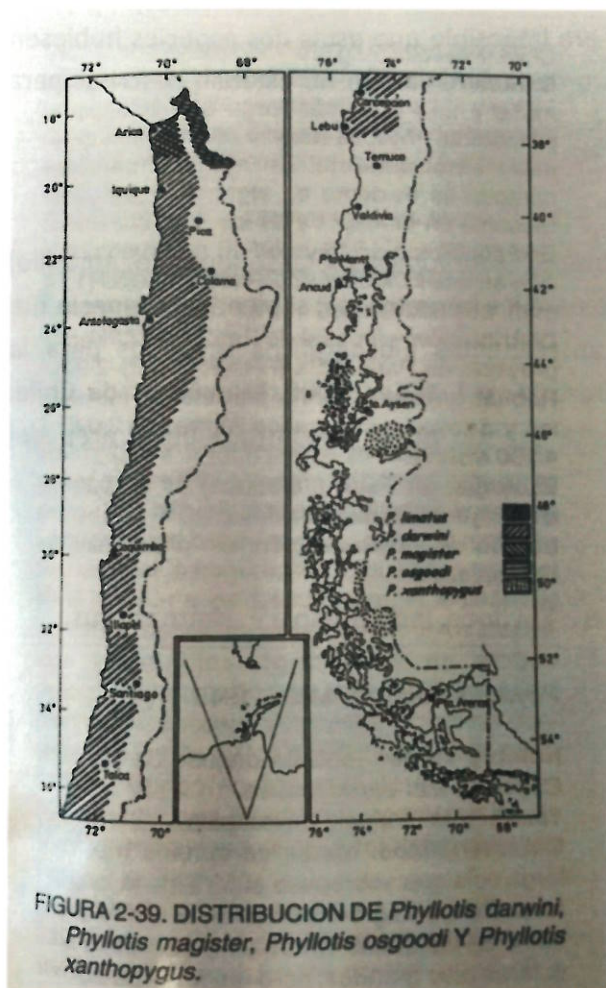 72° 70° 68° 76 74° 72° 70°
18°
20°
22°
24°
26°
28°
30°
32°
34°
36°
Arica
Iquique
Pica
Calama
Antofagasta
Coquimbo
Illapel
Santiago
Talca
72° 70°
Concepcion
Lebu
Temuco
Valdivia
Pto Montt
Ancud
Pto. Aysen
38°
40°
42°
44°
46°
48°
50°
52°
54°
P. limatus
P. darwini
P. magister
P. osgoodi
P. xanthopygus
76° 74° 72° 70° 68°
FIGURA 2-39. DISTRIBUCION DE Phyllotis darwini,
Phyllotis magister, Phyllotis osgoodi Y Phyllotis
xanthopygus.